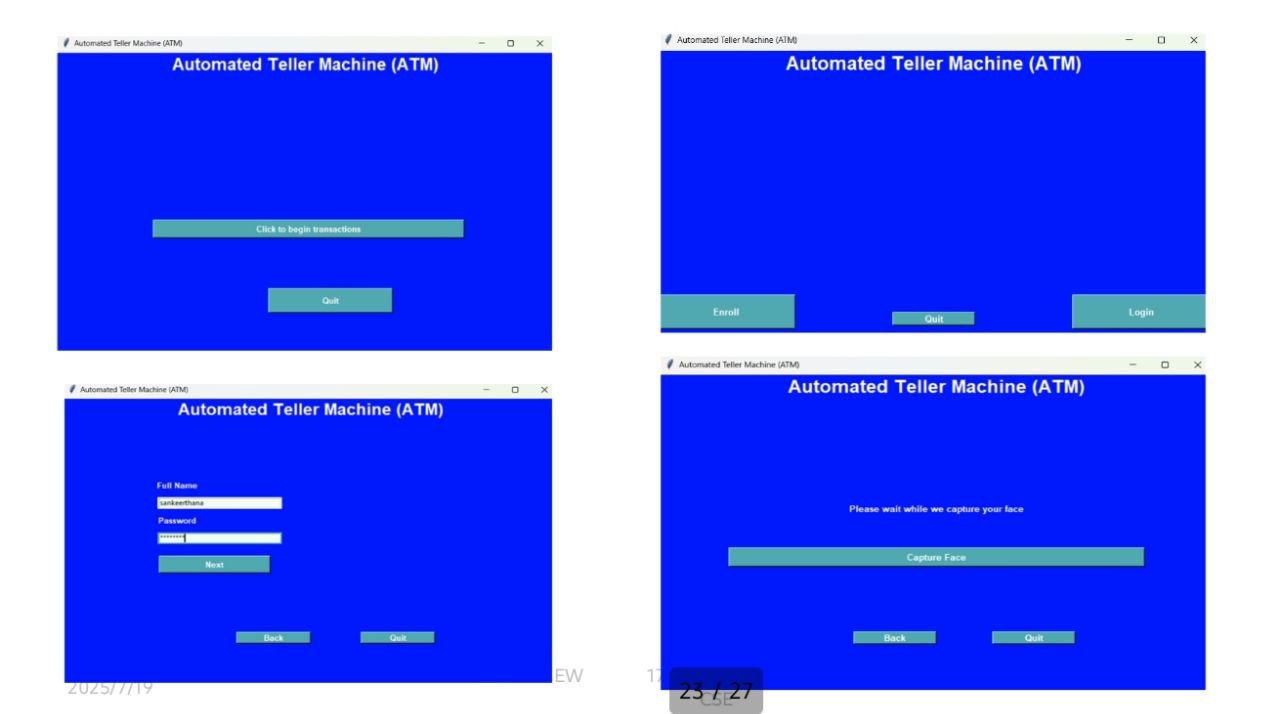 Automated Teller Machine (ATM)
Automated Teller Machine (ATM)
Click to begin transactions
Quit
Automated Teller Machine (ATM)
Automated Teller Machine (ATM)
Enroll
Quit
Login
Automated Teller Machine (ATM)
Automated Teller Machine (ATM)
Full Name
sankeerthana
Password
********
Next
Back
Quit
Automated Teller Machine (ATM)
Automated Teller Machine (ATM)
Please wait while we capture your face
Capture Face
Back
Quit
2025/7/19
EW
17
23 / 27
CSE